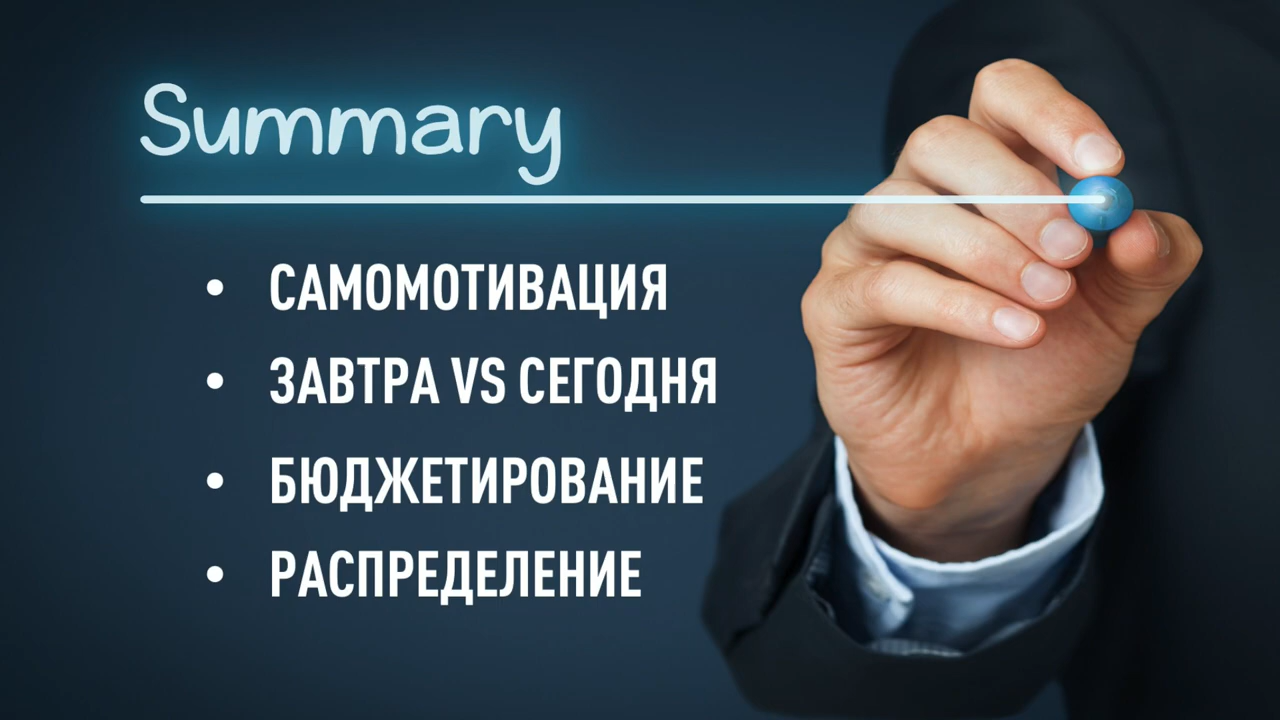 Summary
• САМОМОТИВАЦИЯ
• ЗАВТРА VS СЕГОДНЯ
• БЮДЖЕТИРОВАНИЕ
• РАСПРЕДЕЛЕНИЕ